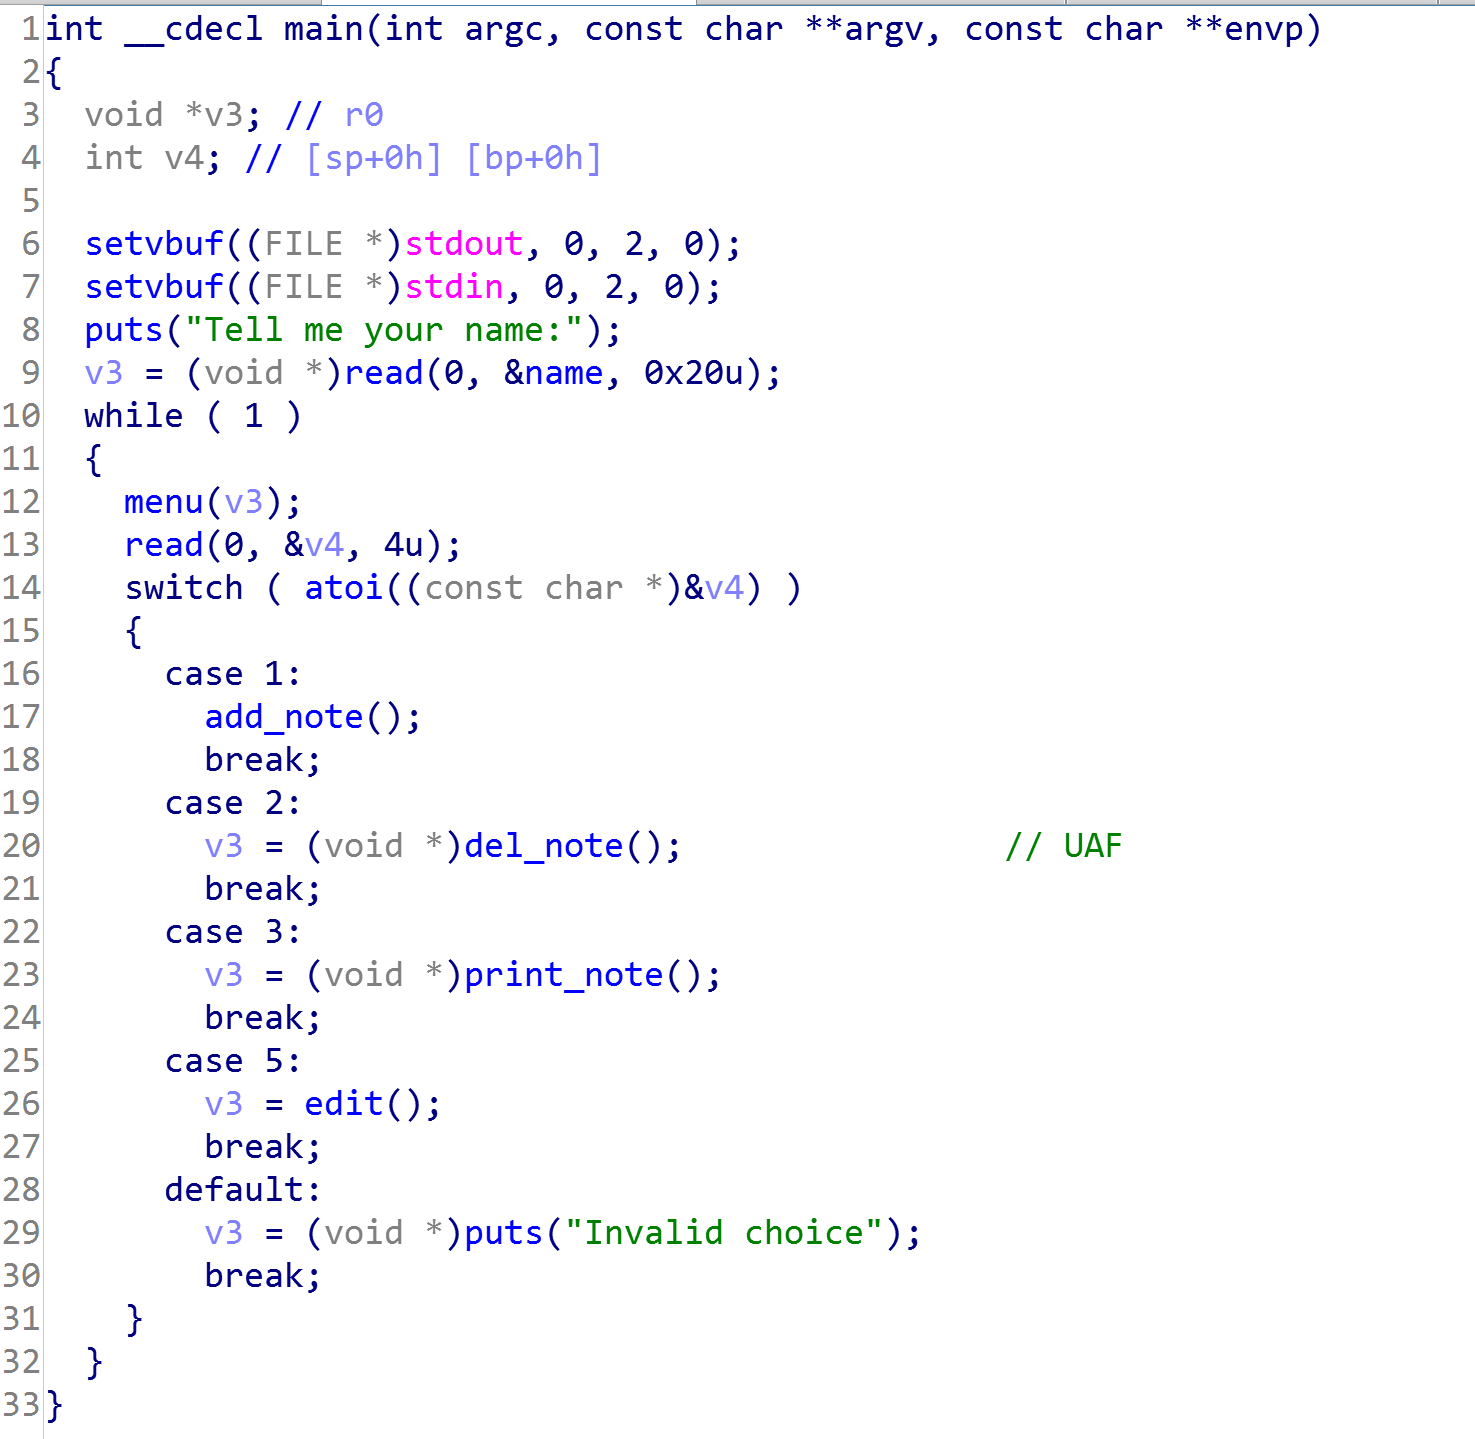 1 int __cdecl main(int argc, const char **argv, const char **envp)
2 {
3   void *v3; // r0
4   int v4; // [sp+0h] [bp+0h]
5
6   setvbuf((FILE *)stdout, 0, 2, 0);
7   setvbuf((FILE *)stdin, 0, 2, 0);
8   puts("Tell me your name:");
9   v3 = (void *)read(0, &name, 0x20u);
10   while ( 1 )
11   {
12     menu(v3);
13     read(0, &v4, 4u);
14     switch ( atoi((const char *)&v4) )
15     {
16       case 1:
17         add_note();
18         break;
19       case 2:
20         v3 = (void *)del_note();                // UAF
21         break;
22       case 3:
23         v3 = (void *)print_note();
24         break;
25       case 5:
26         v3 = edit();
27         break;
28       default:
29         v3 = (void *)puts("Invalid choice");
30         break;
31     }
32   }
33 }